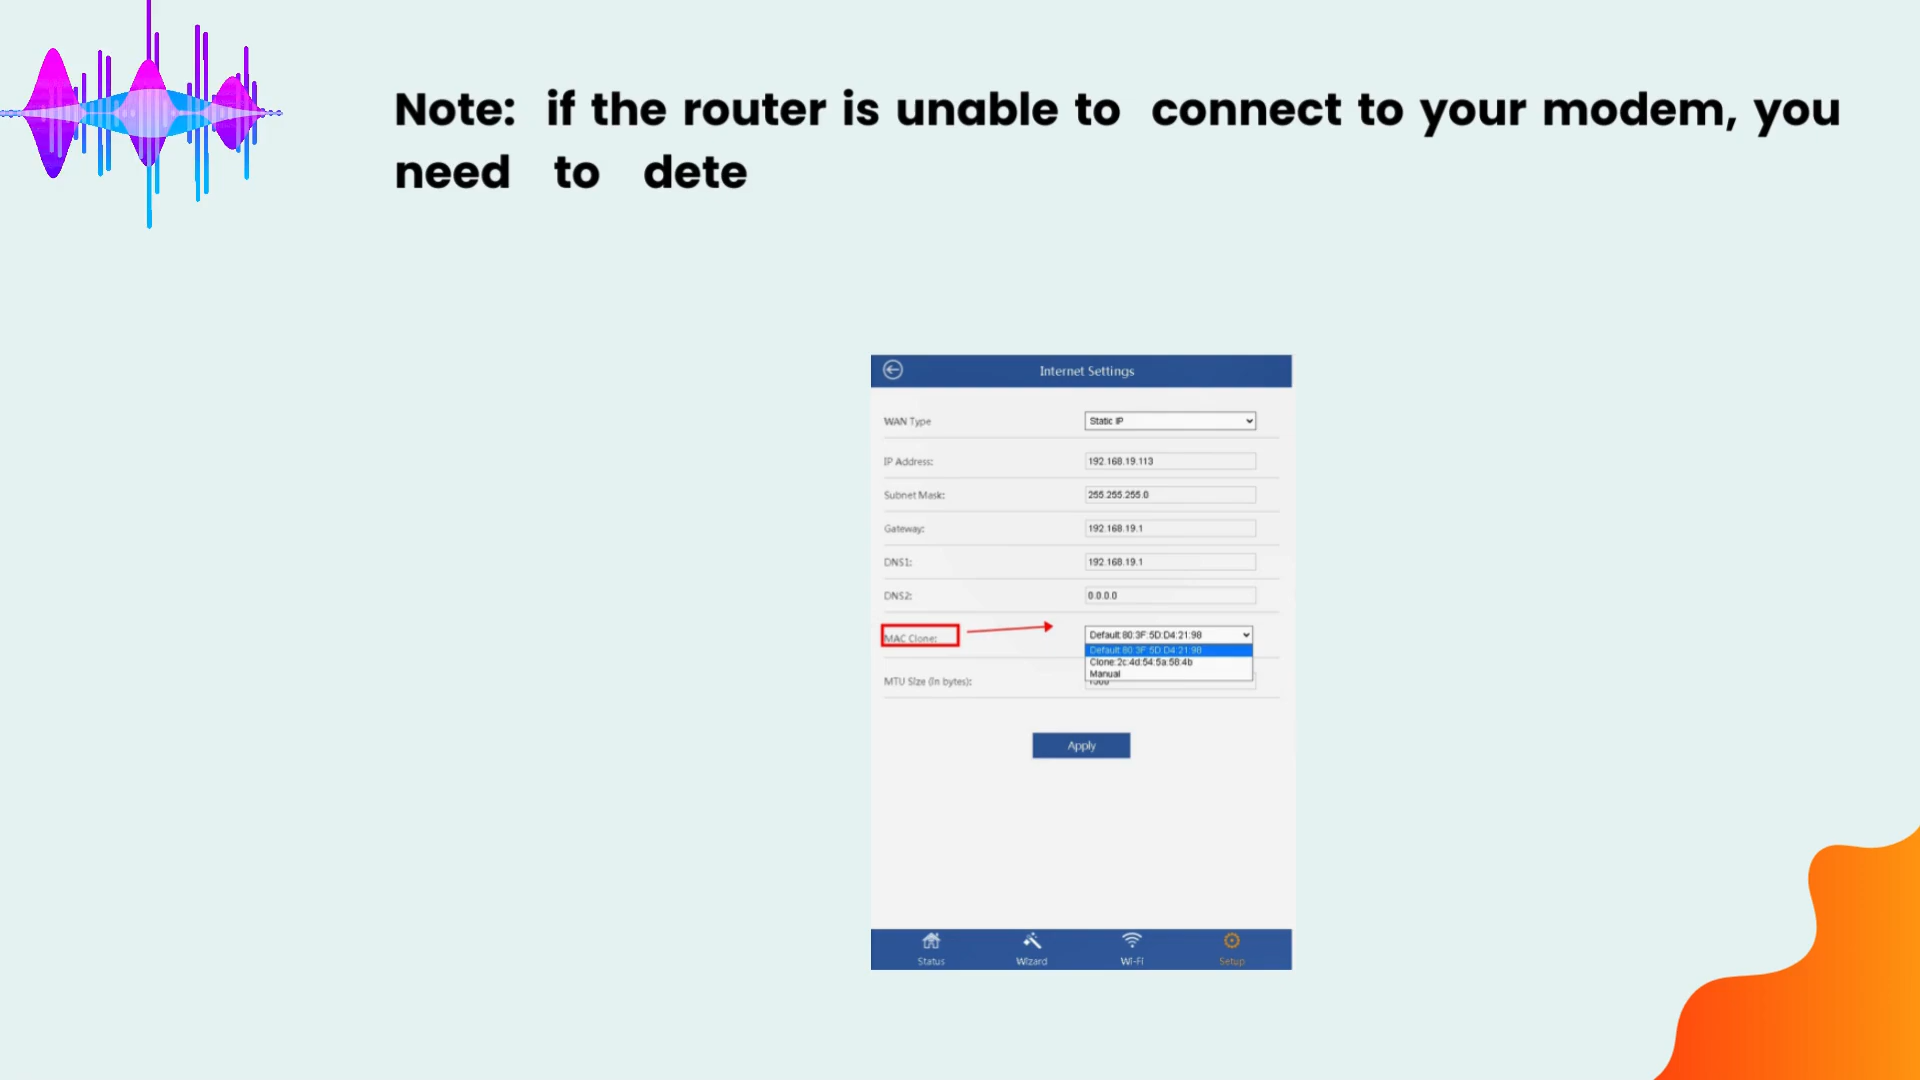 Note: if the router is unable to connect to your modem, you
need to dete
Internet Settings
WAN Type
Static IP
IP Address:
192.168.19.113
Subnet Mask:
255.255.255.0
Gateway:
192.168.19.1
DNS1:
192.168.19.1
DNS2:
0.0.0.0
MAC Clone:
Default:80:3F:5D:D4:21:98
Default:80:3F:5D:D4:21:98
Clone:2c:4d:54:5a:58:4b
Manual
MTU Size (in bytes):
1500
Apply
Status
Wizard
Wi-Fi
Setup